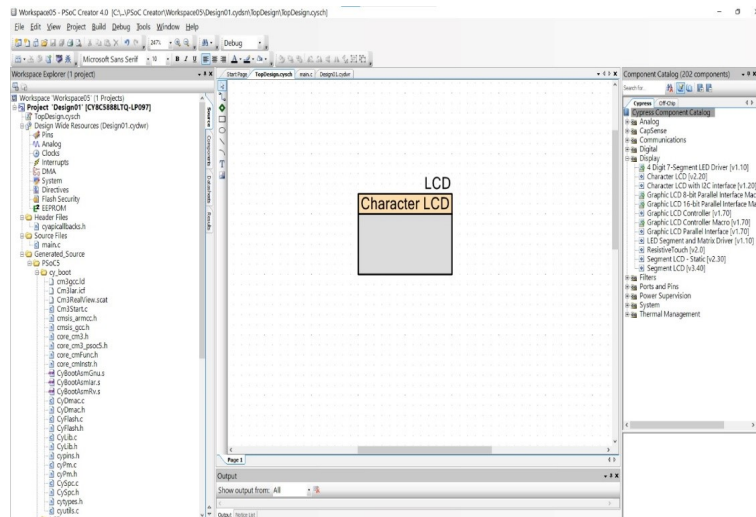 Workspace05 - PSoC Creator 4.0 [C:\...\PSoC Creator\Workspace05\Design01.cydsn\TopDesign\TopDesign.cysch]
File Edit View Project Build Debug Tools Window Help
247% Debug
Microsoft Sans Serif 10 B I U
Workspace Explorer (1 project)
Workspace 'Workspace05' (1 Projects)
Project 'Design01' [CY8C5888LTQ-LP097]
TopDesign.cysch
Design Wide Resources (Design01.cydwr)
Pins
Analog
Clocks
Interrupts
DMA
System
Directives
Flash Security
EEPROM
Header Files
cyapicallbacks.h
Source Files
main.c
Generated_Source
PSoC5
cy_boot
cm3gcc.ld
Cm3Iar.icf
Cm3RealView.scat
Cm3Start.c
cmsis_armcc.h
cmsis_gcc.h
core_cm3.h
core_cm3_psoc5.h
core_cmFunc.h
core_cmInstr.h
CyBootAsmGnu.s
CyBootAsmIar.s
CyBootAsmRv.s
CyDmac.c
CyDmac.h
CyFlash.c
CyFlash.h
CyLib.c
CyLib.h
cypins.h
cyPm.c
cyPm.h
CySpc.c
CySpc.h
cytypes.h
cyutils.c
Source
Components
Datasheets
Results
Start Page TopDesign.cysch main.c Design01.cydwr
LCD
Character LCD
Page 1
Output
Show output from: All
Output Notice List
Component Catalog (202 components)
Search for...
Cypress Off-Chip
Cypress Component Catalog
Analog
CapSense
Communications
Digital
Display
4 Digit 7-Segment LED Driver [v1.10]
Character LCD [v2.20]
Character LCD with I2C interface [v1.20]
Graphic LCD 8-bit Parallel Interface Mac
Graphic LCD 16-bit Parallel Interface Ma
Graphic LCD Controller [v1.70]
Graphic LCD Controller Macro [v1.70]
Graphic LCD Parallel Interface [v1.70]
LED Segment and Matrix Driver [v1.10]
ResistiveTouch [v2.0]
Segment LCD - Static [v2.30]
Segment LCD [v3.40]
Filters
Ports and Pins
Power Supervision
System
Thermal Management